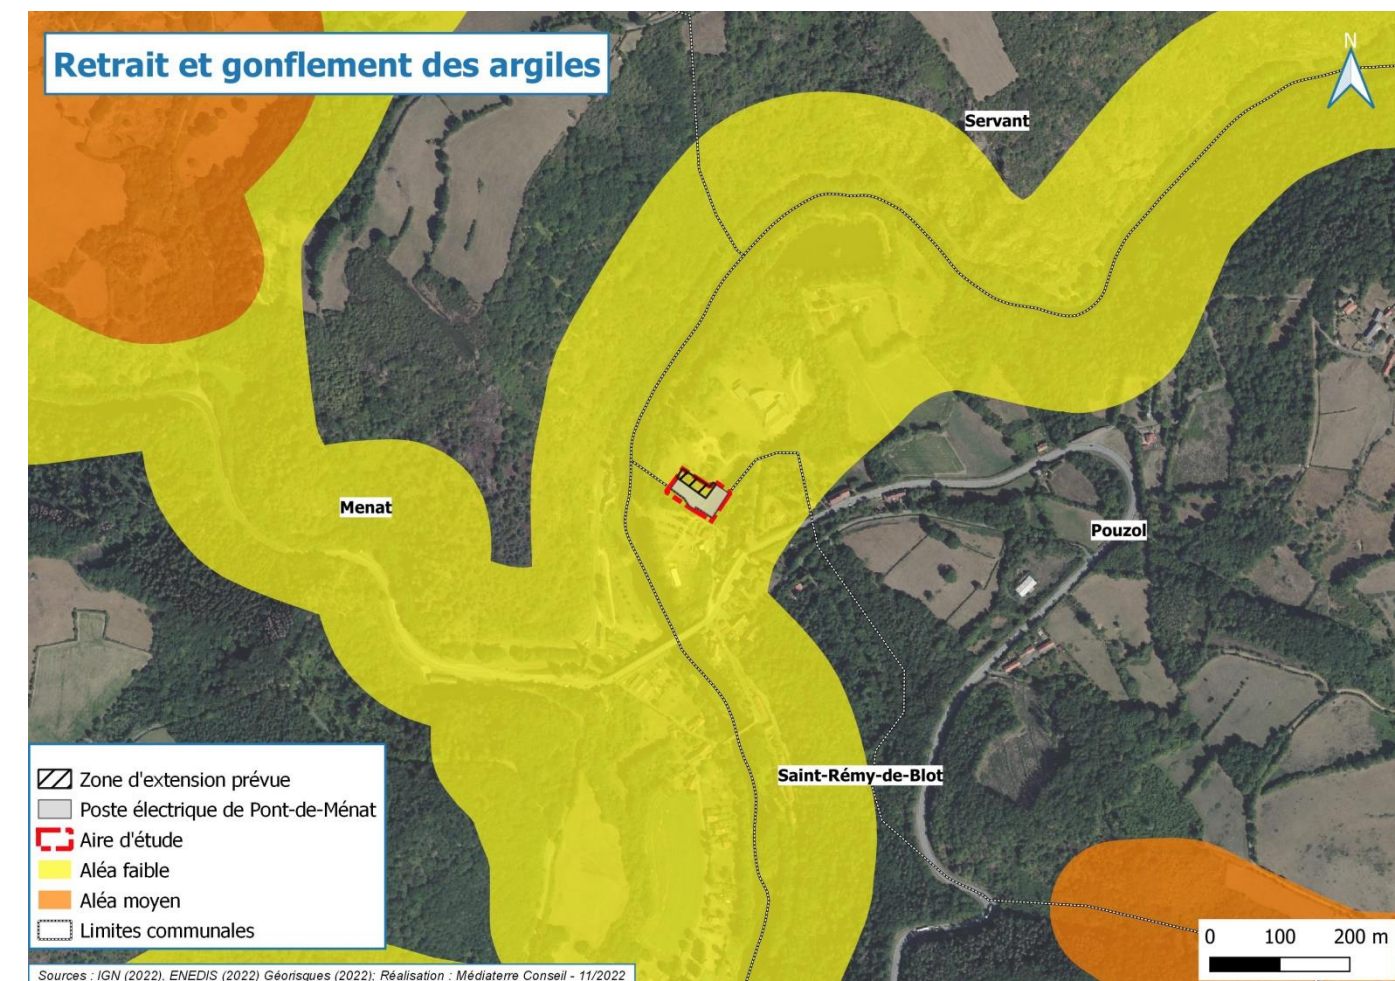 Retrait et gonflement des argiles
N
Servant
Menat
Pouzol
Saint-Rémy-de-Blot
Zone d'extension prévue
Poste électrique de Pont-de-Ménat
Aire d'étude
Aléa faible
Aléa moyen
Limites communales
0 100 200 m
Sources : IGN (2022), ENEDIS (2022) Géorisques (2022); Réalisation : Médiaterre Conseil - 11/2022